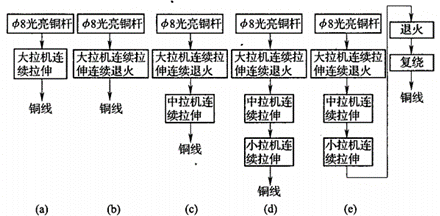 φ8光亮铜杆
大拉机连
续拉伸
铜线
(a)
φ8光亮铜杆
大拉机连续拉
伸连续退火
铜线
(b)
φ8光亮铜杆
大拉机连续拉
伸连续退火
中拉机连
续拉伸
铜线
(c)
φ8光亮铜杆
大拉机连续拉
伸连续退火
中拉机连
续拉伸
小拉机连
续拉伸
铜线
(d)
φ8光亮铜杆
大拉机连续拉
伸连续退火
中拉机连
续拉伸
小拉机连
续拉伸
(e)
退火
复绕
铜线